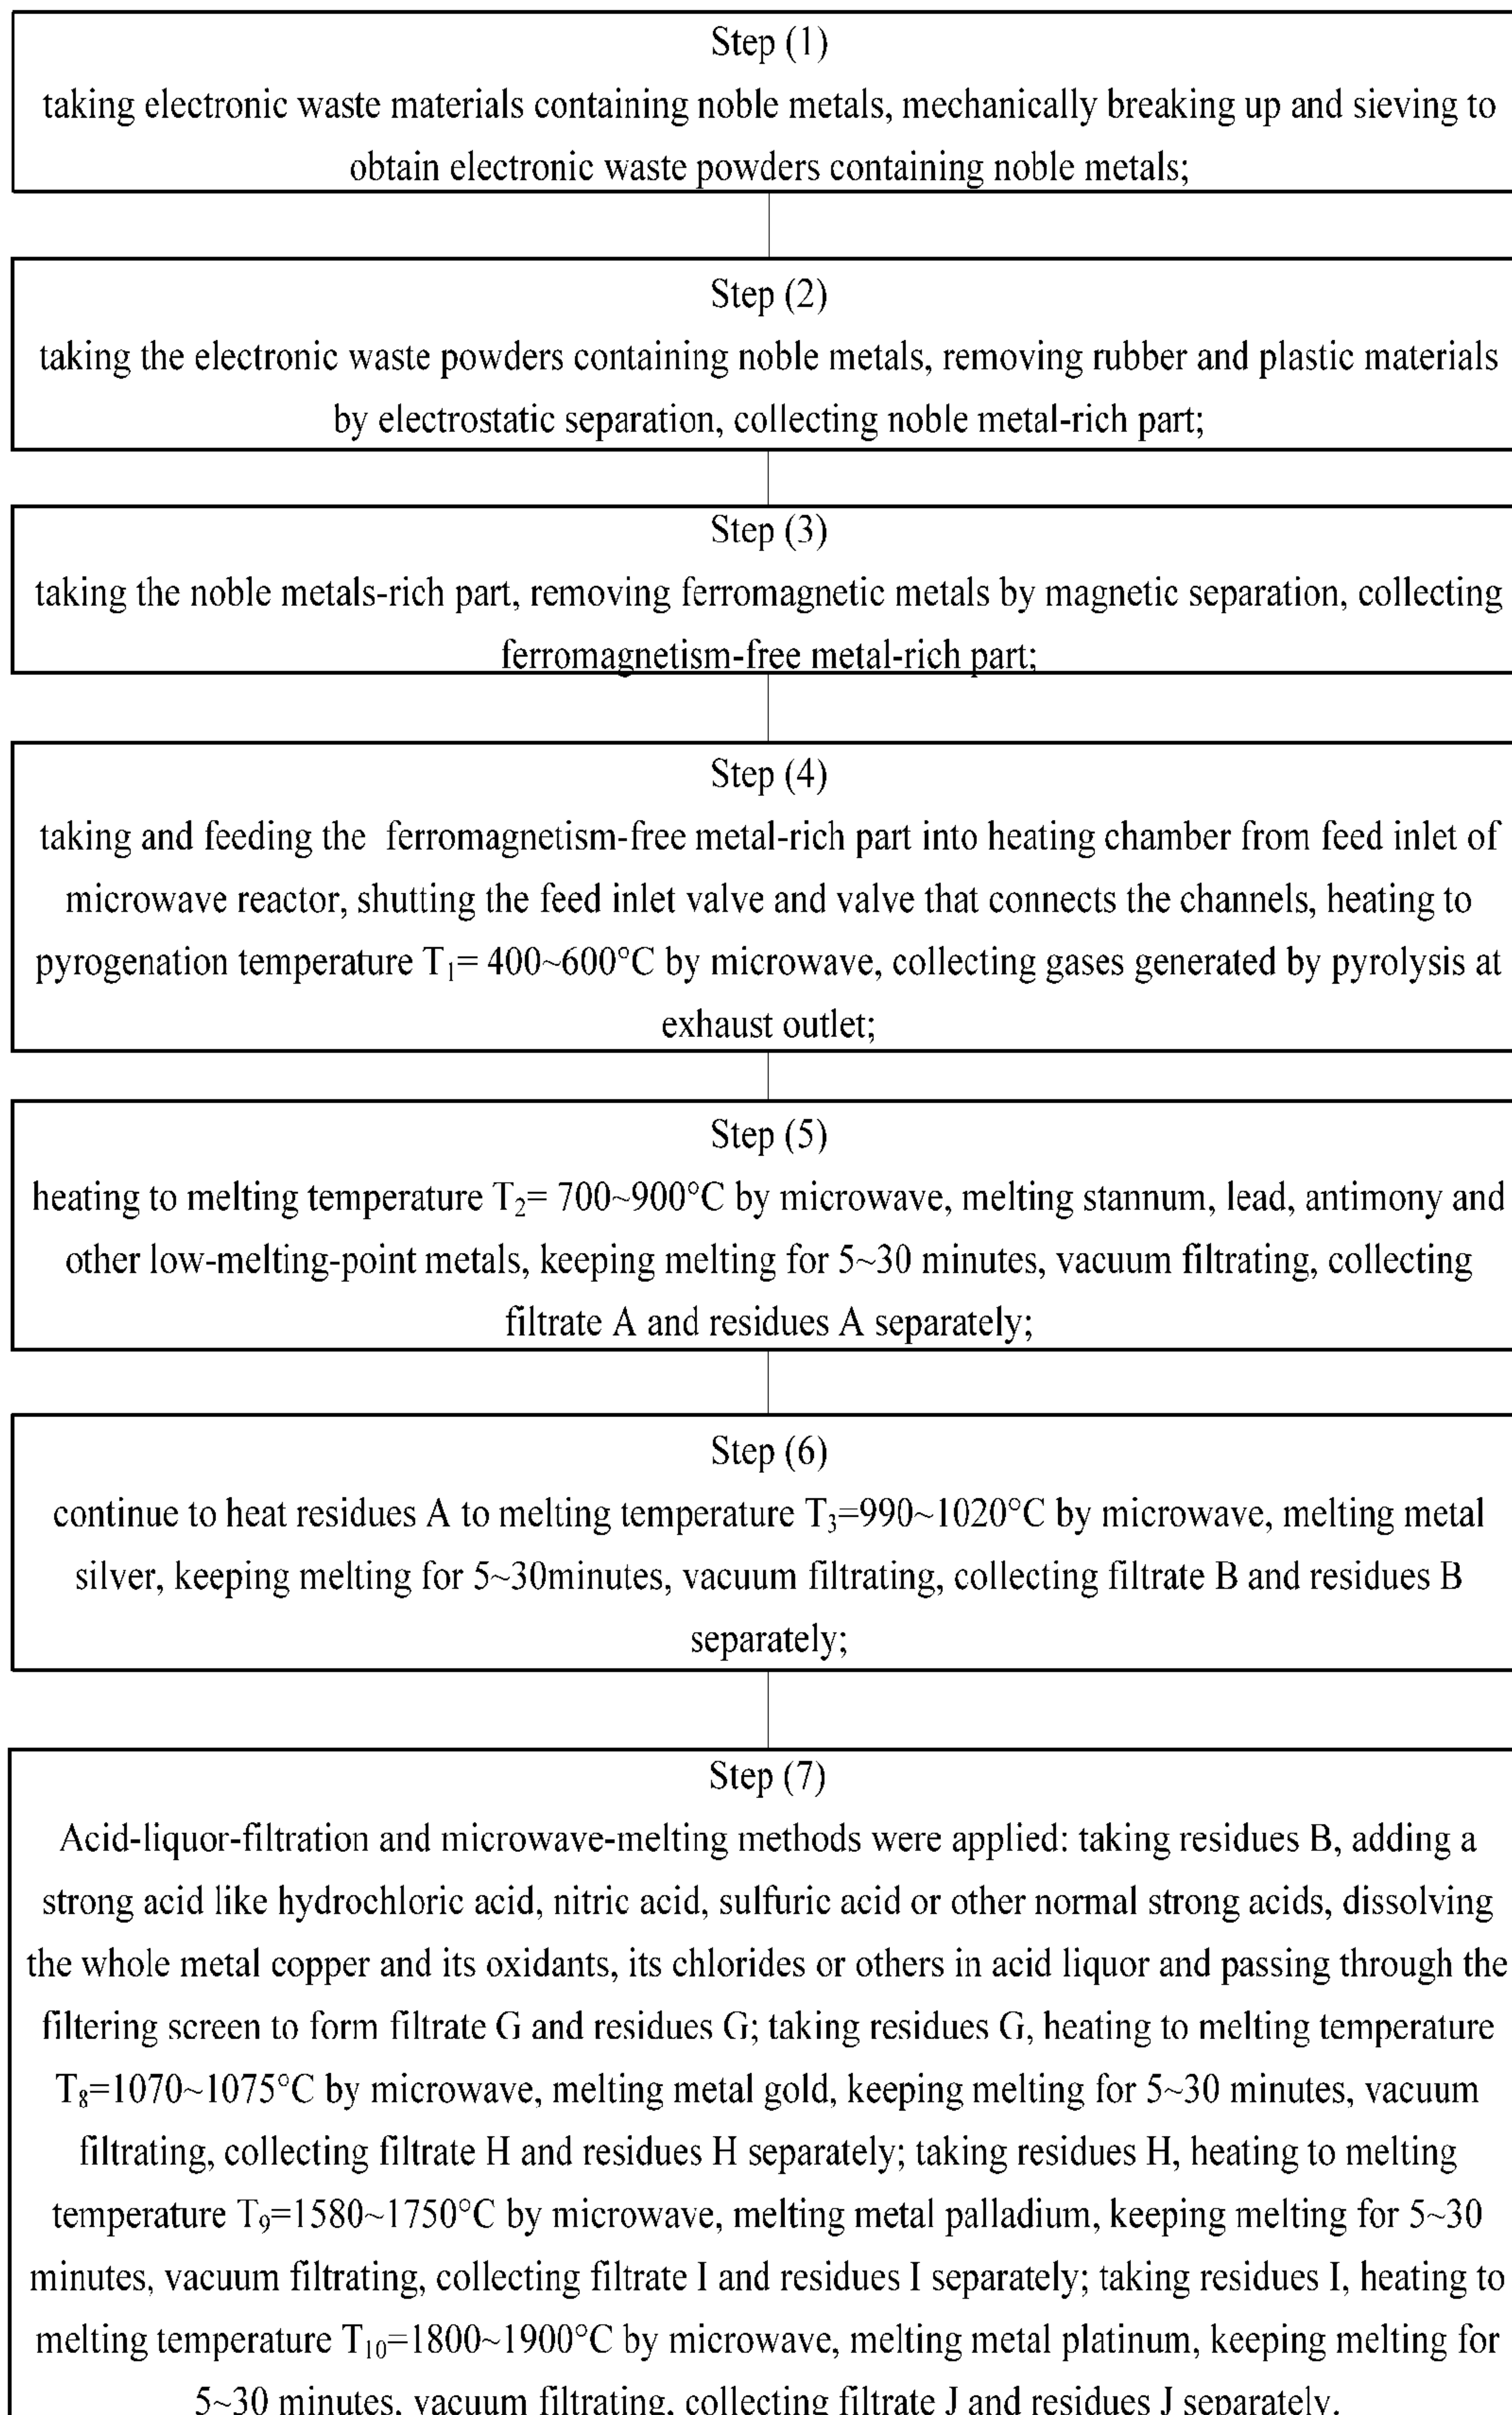 Step (1)
taking electronic waste materials containing noble metals, mechanically breaking up and sieving to
obtain electronic waste powders containing noble metals;
Step (2)
taking the electronic waste powders containing noble metals, removing rubber and plastic materials
by electrostatic separation, collecting noble metal-rich part;
Step (3)
taking the noble metals-rich part, removing ferromagnetic metals by magnetic separation, collecting
ferromagnetism-free metal-rich part;
Step (4)
taking and feeding the ferromagnetism-free metal-rich part into heating chamber from feed inlet of
microwave reactor, shutting the feed inlet valve and valve that connects the channels, heating to
pyrogenation temperature T₁= 400~600°C by microwave, collecting gases generated by pyrolysis at
exhaust outlet;
Step (5)
heating to melting temperature T₂= 700~900°C by microwave, melting stannum, lead, antimony and
other low-melting-point metals, keeping melting for 5~30 minutes, vacuum filtrating, collecting
filtrate A and residues A separately;
Step (6)
continue to heat residues A to melting temperature T₃=990~1020°C by microwave, melting metal
silver, keeping melting for 5~30minutes, vacuum filtrating, collecting filtrate B and residues B
separately;
Step (7)
Acid-liquor-filtration and microwave-melting methods were applied: taking residues B, adding a
strong acid like hydrochloric acid, nitric acid, sulfuric acid or other normal strong acids, dissolving
the whole metal copper and its oxidants, its chlorides or others in acid liquor and passing through the
filtering screen to form filtrate G and residues G; taking residues G, heating to melting temperature
T₈=1070~1075°C by microwave, melting metal gold, keeping melting for 5~30 minutes, vacuum
filtrating, collecting filtrate H and residues H separately; taking residues H, heating to melting
temperature T₉=1580~1750°C by microwave, melting metal palladium, keeping melting for 5~30
minutes, vacuum filtrating, collecting filtrate I and residues I separately; taking residues I, heating to
melting temperature T₁₀=1800~1900°C by microwave, melting metal platinum, keeping melting for
5~30 minutes, vacuum filtrating, collecting filtrate J and residues J separately.